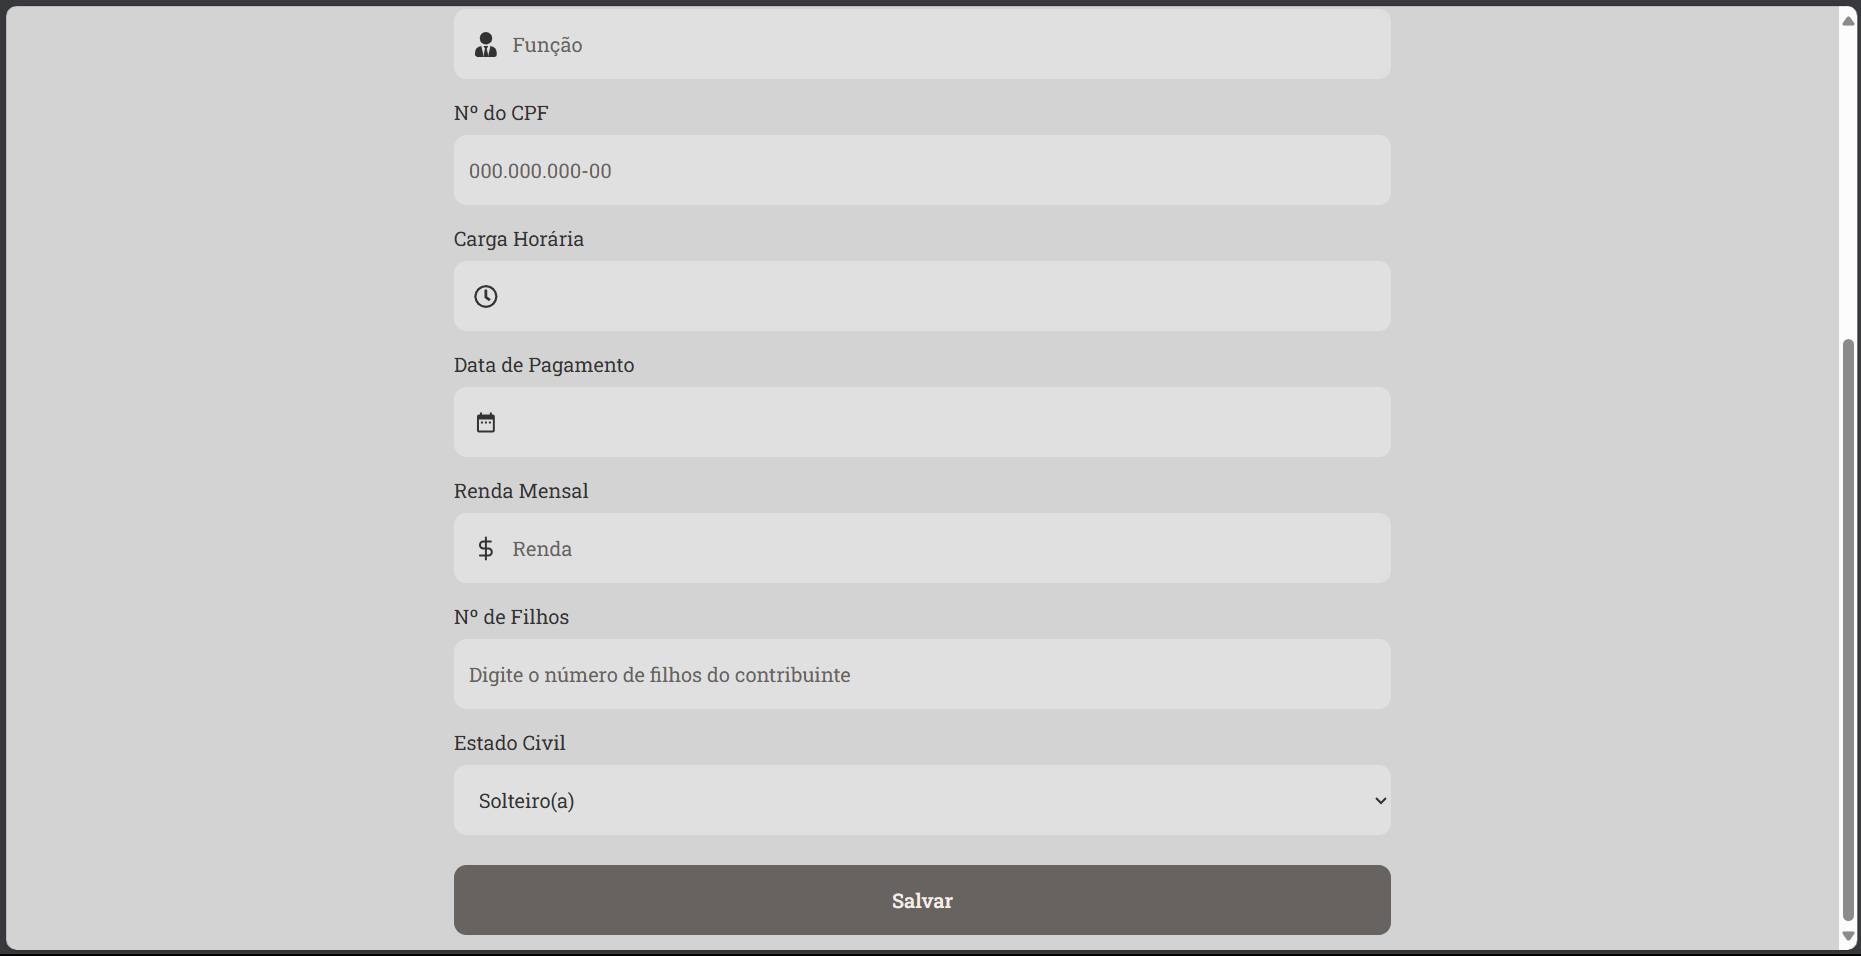 Função
Nº do CPF
000.000.000-00
Carga Horária
Data de Pagamento
Renda Mensal
$ Renda
Nº de Filhos
Digite o número de filhos do contribuinte
Estado Civil
Solteiro(a)
Salvar